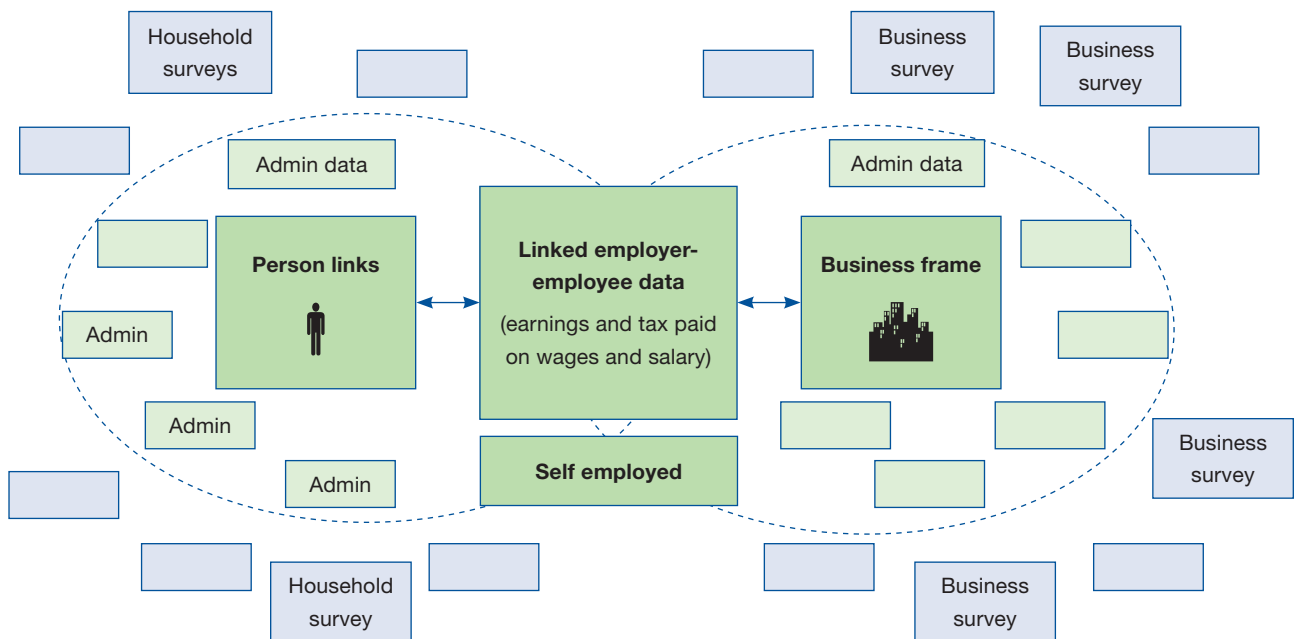 Household
surveys
Business
survey
Business
survey
Admin data
Admin data
Person links
Linked employer-
employee data
(earnings and tax paid
on wages and salary)
Business frame
Admin
Admin
Admin
Self employed
Business
survey
Household
survey
Business
survey